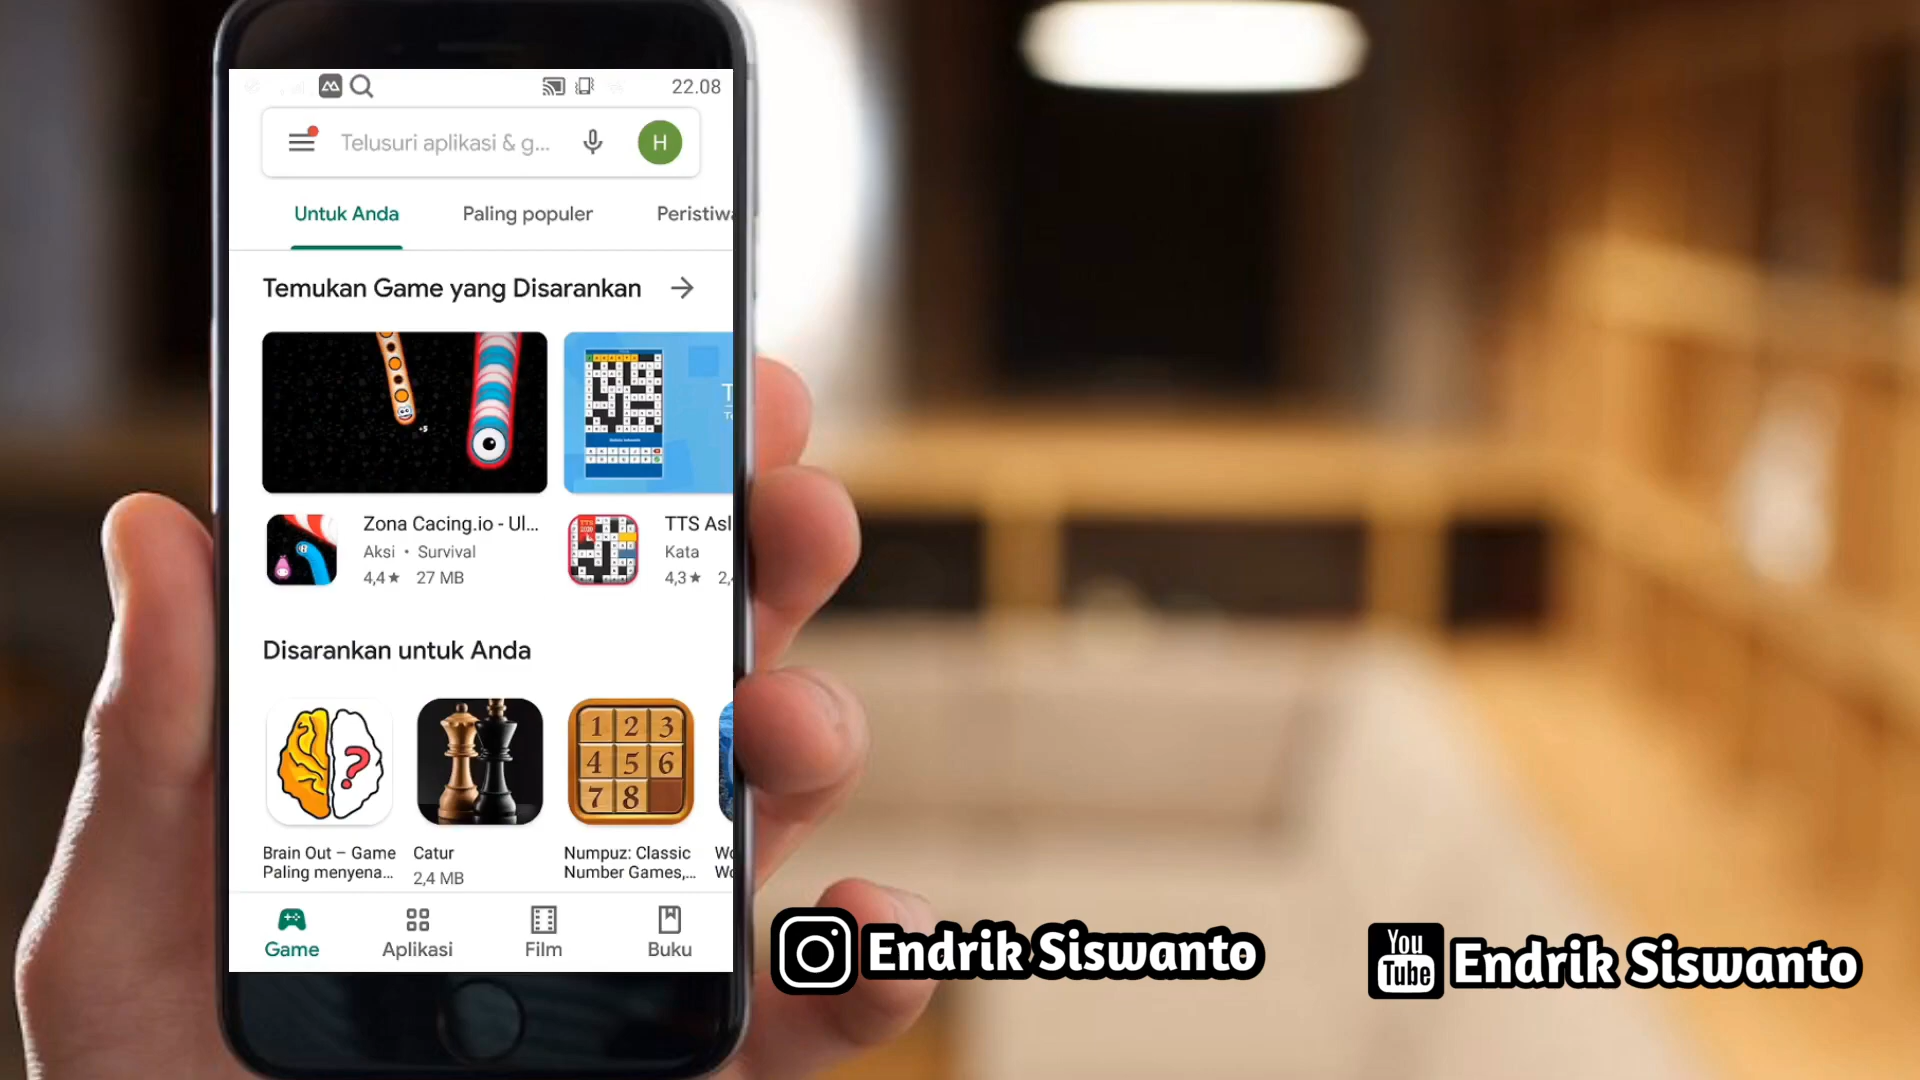 22.08
Telusuri aplikasi & g...
H
Untuk Anda
Paling populer
Peristiwa
Temukan Game yang Disarankan
Zona Cacing.io - Ul...
Aksi • Survival
4,4★ 27 MB
TTS Asl
Kata
4,3★ 2,
Disarankan untuk Anda
1 2 3
4 5 6
7 8
Brain Out – Game
Paling menyena...
Catur
2,4 MB
Numpuz: Classic
Number Games,...
Game
Aplikasi
Film
Buku
Endrik Siswanto
You
Tube
Endrik Siswanto